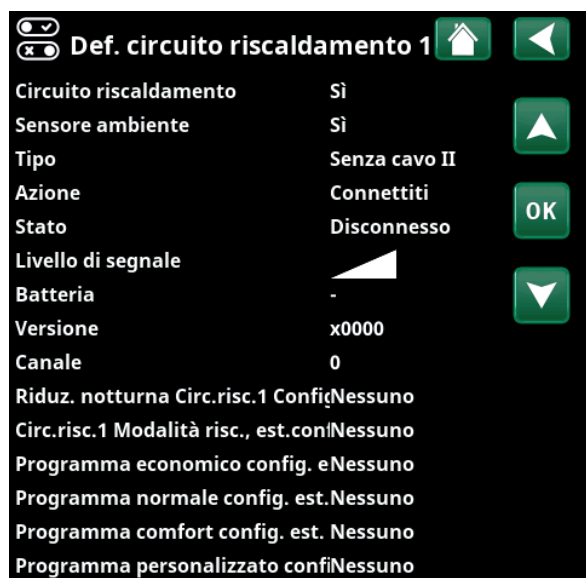 Def. circuito riscaldamento 1
Circuito riscaldamento Sì
Sensore ambiente Sì
Tipo Senza cavo II
Azione Connettiti
OK
Stato Disconnesso
Livello di segnale
Batteria -
Versione x0000
Canale 0
Riduz. notturna Circ.risc.1 Config Nessuno
Circ.risc.1 Modalità risc., est.conf Nessuno
Programma economico config. e Nessuno
Programma normale config. est. Nessuno
Programma comfort config. est. Nessuno
Programma personalizzato confi Nessuno